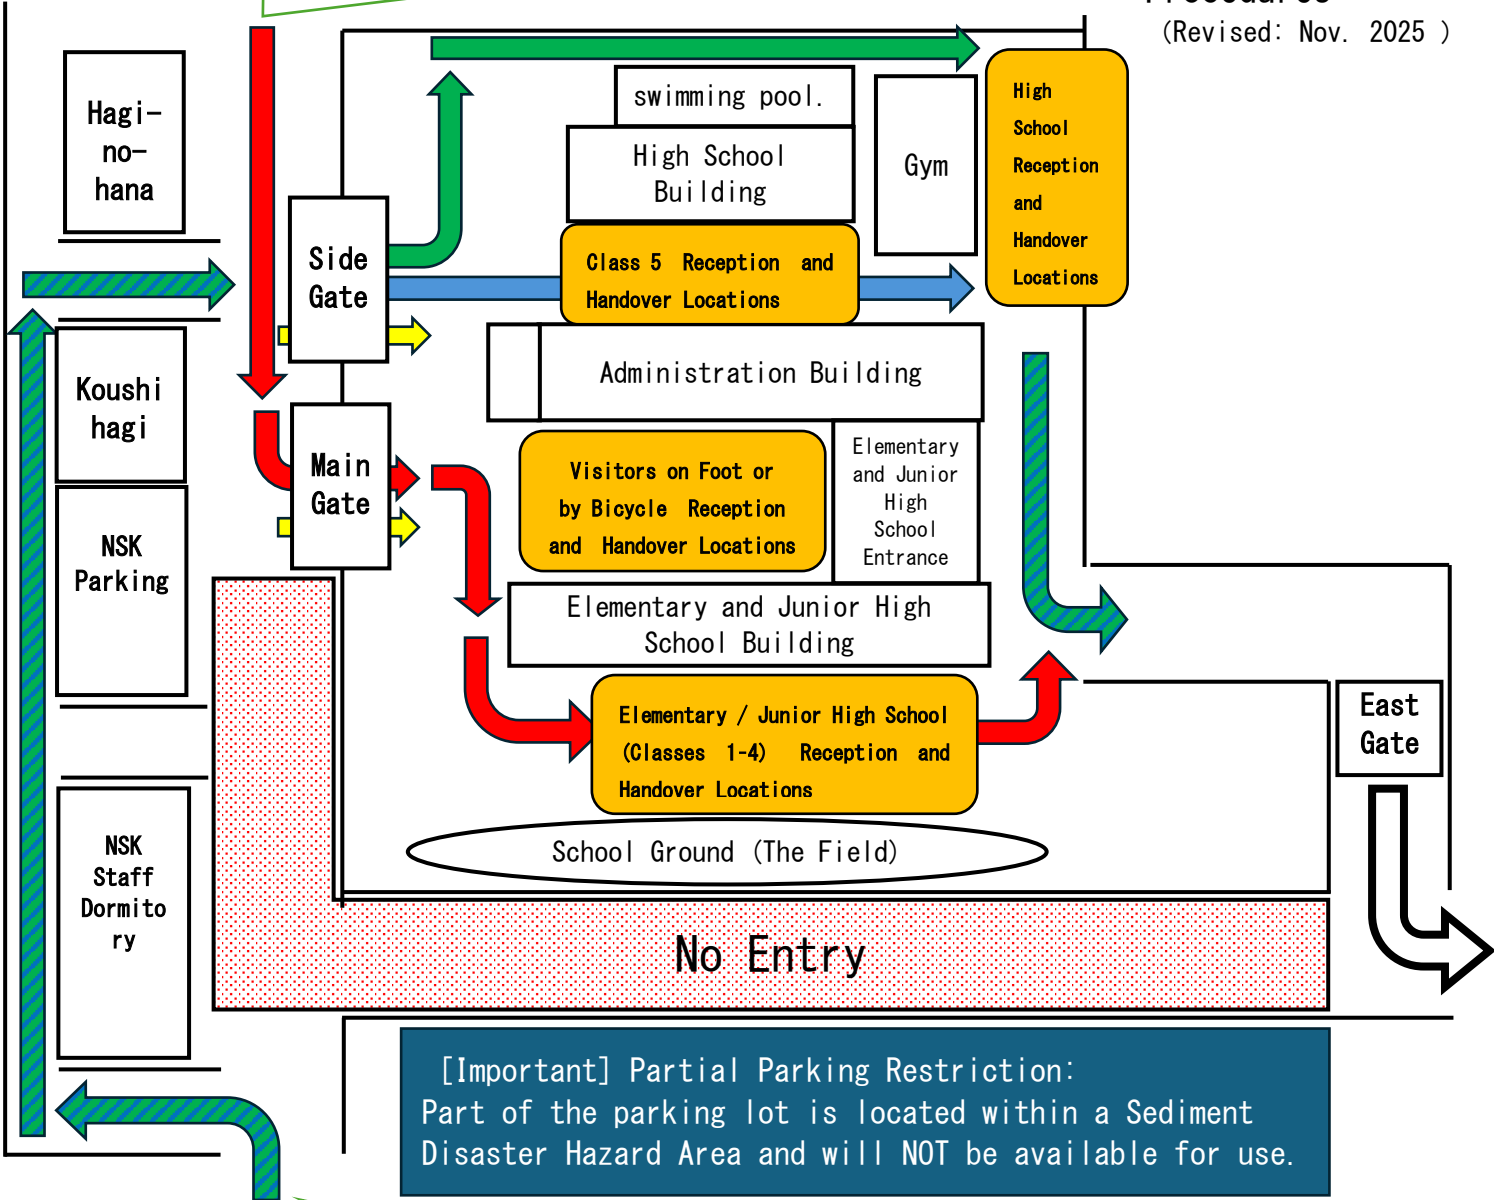 (Revised: Nov. 2025 )
Hagi-
no-
hana
swimming pool.
High School
Building
Gym
High
School
Reception
and
Handover
Locations
Side
Gate
Class 5 Reception and
Handover Locations
Koushi
hagi
Administration Building
Main
Gate
Visitors on Foot or
by Bicycle Reception
and Handover Locations
Elementary
and Junior
High
School
Entrance
NSK
Parking
Elementary and Junior High
School Building
Elementary / Junior High School
(Classes 1-4) Reception and
Handover Locations
East
Gate
School Ground (The Field)
NSK
Staff
Dormito
ry
No Entry
[Important] Partial Parking Restriction:
Part of the parking lot is located within a Sediment
Disaster Hazard Area and will NOT be available for use.